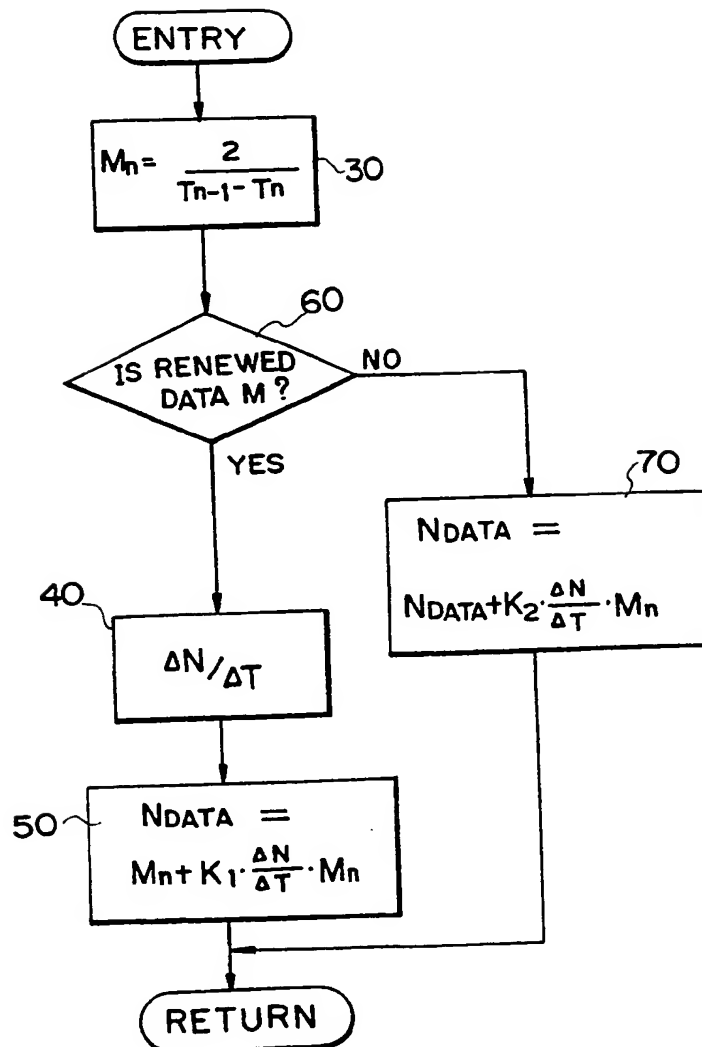 ENTRY
Mn = 2 / Tn-1 - Tn
30
60
IS RENEWED
DATA M ?
NO
YES
70
NDATA =
NDATA+K2·ΔN/ΔT·Mn
40
ΔN/ΔT
50
NDATA =
Mn+K1·ΔN/ΔT·Mn
RETURN